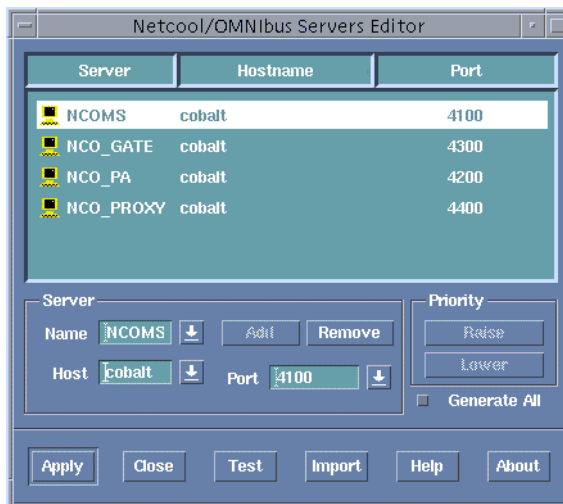 Netcool/OMNIbus Servers Editor
Server Hostname Port
NCOMS cobalt 4100
NCO_GATE cobalt 4300
NCO_PA cobalt 4200
NCO_PROXY cobalt 4400
Server Priority
Name NCOMS Add Remove Raise
Host cobalt Port 4100 Lower
Generate All
Apply Close Test Import Help About